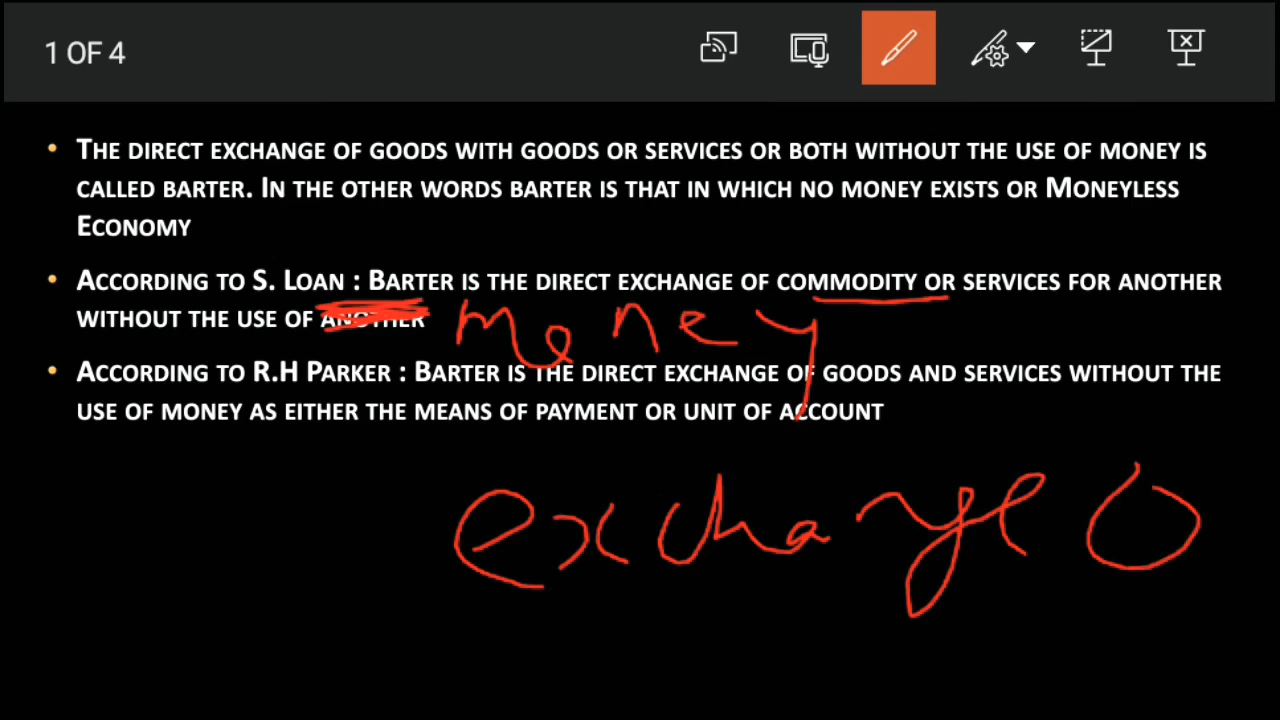 1 OF 4
• THE DIRECT EXCHANGE OF GOODS WITH GOODS OR SERVICES OR BOTH WITHOUT THE USE OF MONEY IS
CALLED BARTER. IN THE OTHER WORDS BARTER IS THAT IN WHICH NO MONEY EXISTS OR MONEYLESS
ECONOMY
• ACCORDING TO S. LOAN : BARTER IS THE DIRECT EXCHANGE OF COMMODITY OR SERVICES FOR ANOTHER
WITHOUT THE USE OF ANOTHER money
• ACCORDING TO R.H PARKER : BARTER IS THE DIRECT EXCHANGE OF GOODS AND SERVICES WITHOUT THE
USE OF MONEY AS EITHER THE MEANS OF PAYMENT OR UNIT OF ACCOUNT
exchange o